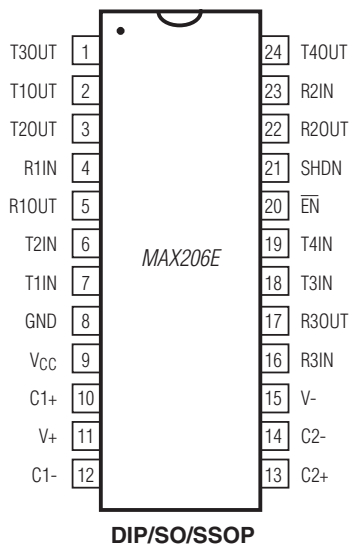 T3OUT 1 24 T4OUT
T1OUT 2 23 R2IN
T2OUT 3 22 R2OUT
R1IN 4 21 SHDN
R1OUT 5 20 E̅N̅
T2IN 6 19 T4IN
MAX206E
T1IN 7 18 T3IN
GND 8 17 R3OUT
VCC 9 16 R3IN
C1+ 10 15 V-
V+ 11 14 C2-
C1- 12 13 C2+
DIP/SO/SSOP